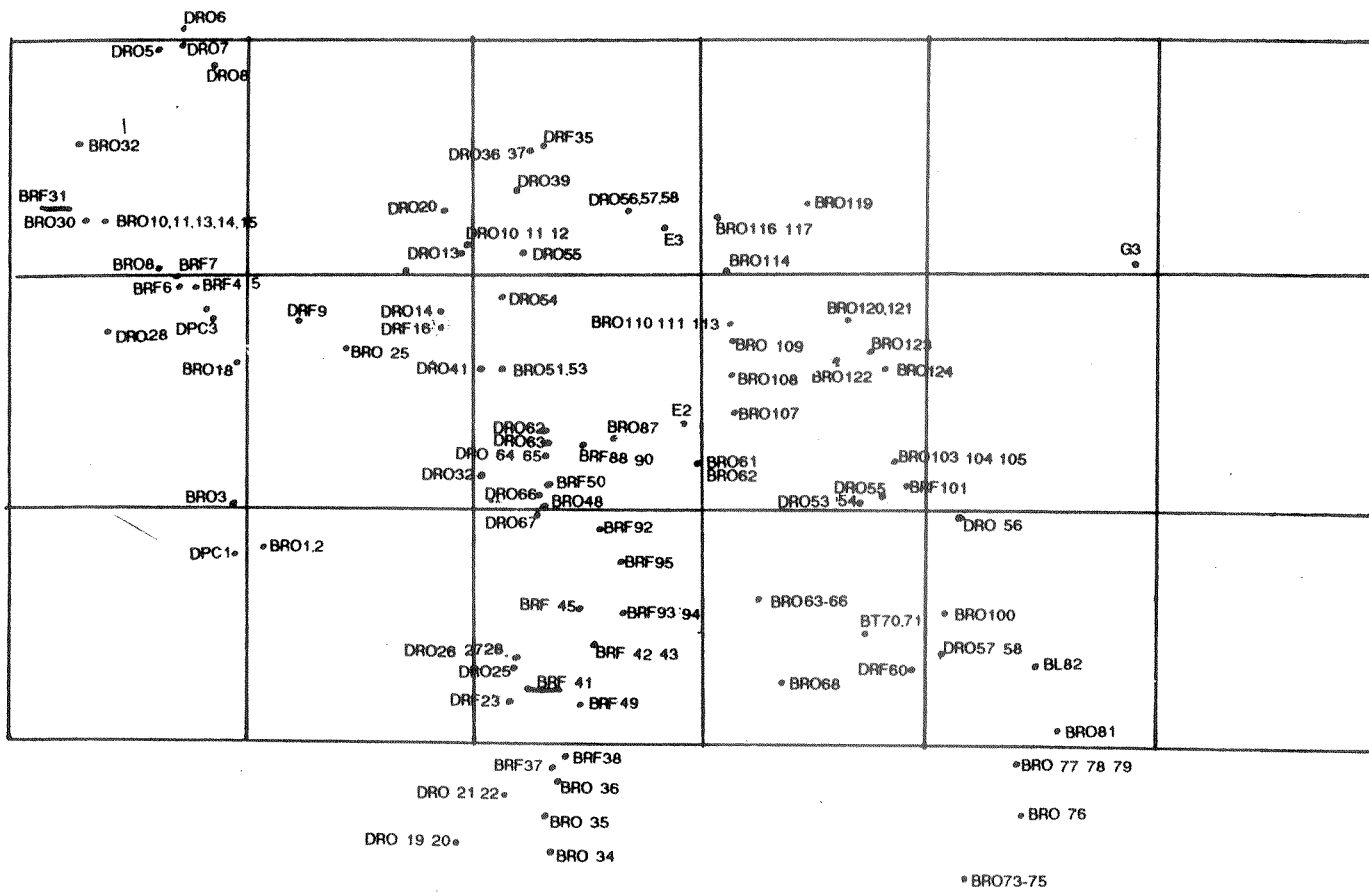 DRO6
DRO5
DRO7
DRO8
BRO32
DRF35
DRO36 37
DRO39
BRF31
DRO20
DRO56,57,58
BRO119
BRO30
BRO10,11,13,14,15
BRO116 117
E3
DRO10 11 12
DRO13
DRO55
G3
BRO114
BRO8
BRF7
BRF6
BRF4 5
DRO54
DRF9
DRO14
BRO120,121
DRO28
DPC3
DRF16
BRO110 111 113
BRO 25
BRO 109
BRO123
BRO18
DRO41
BRO51,53
BRO108
BRO122
BRO124
E2
BRO107
DRO62
BRO87
DRO63
DRO 64 65
BRF88 90
BRO61
BRO103 104 105
DRO32
BRO62
BRF50
DRO66
DRO55
BRF101
BRO3
BRO48
DRO53 54
DRO67
DRO 56
BRF92
DPC1
BRO1,2
BRF95
BRO63-66
BRF 45
BRF93 94
BRO100
BT70,71
DRO26 2728
BRF 42 43
DRO57 58
DRO25
BL82
DRF60
BRF 41
BRO68
DRF23
BRF49
BRO81
BRF38
BRF37
BRO 77 78 79
BRO 36
DRO 21 22
BRO 35
BRO 76
DRO 19 20
BRO 34
BRO73-75